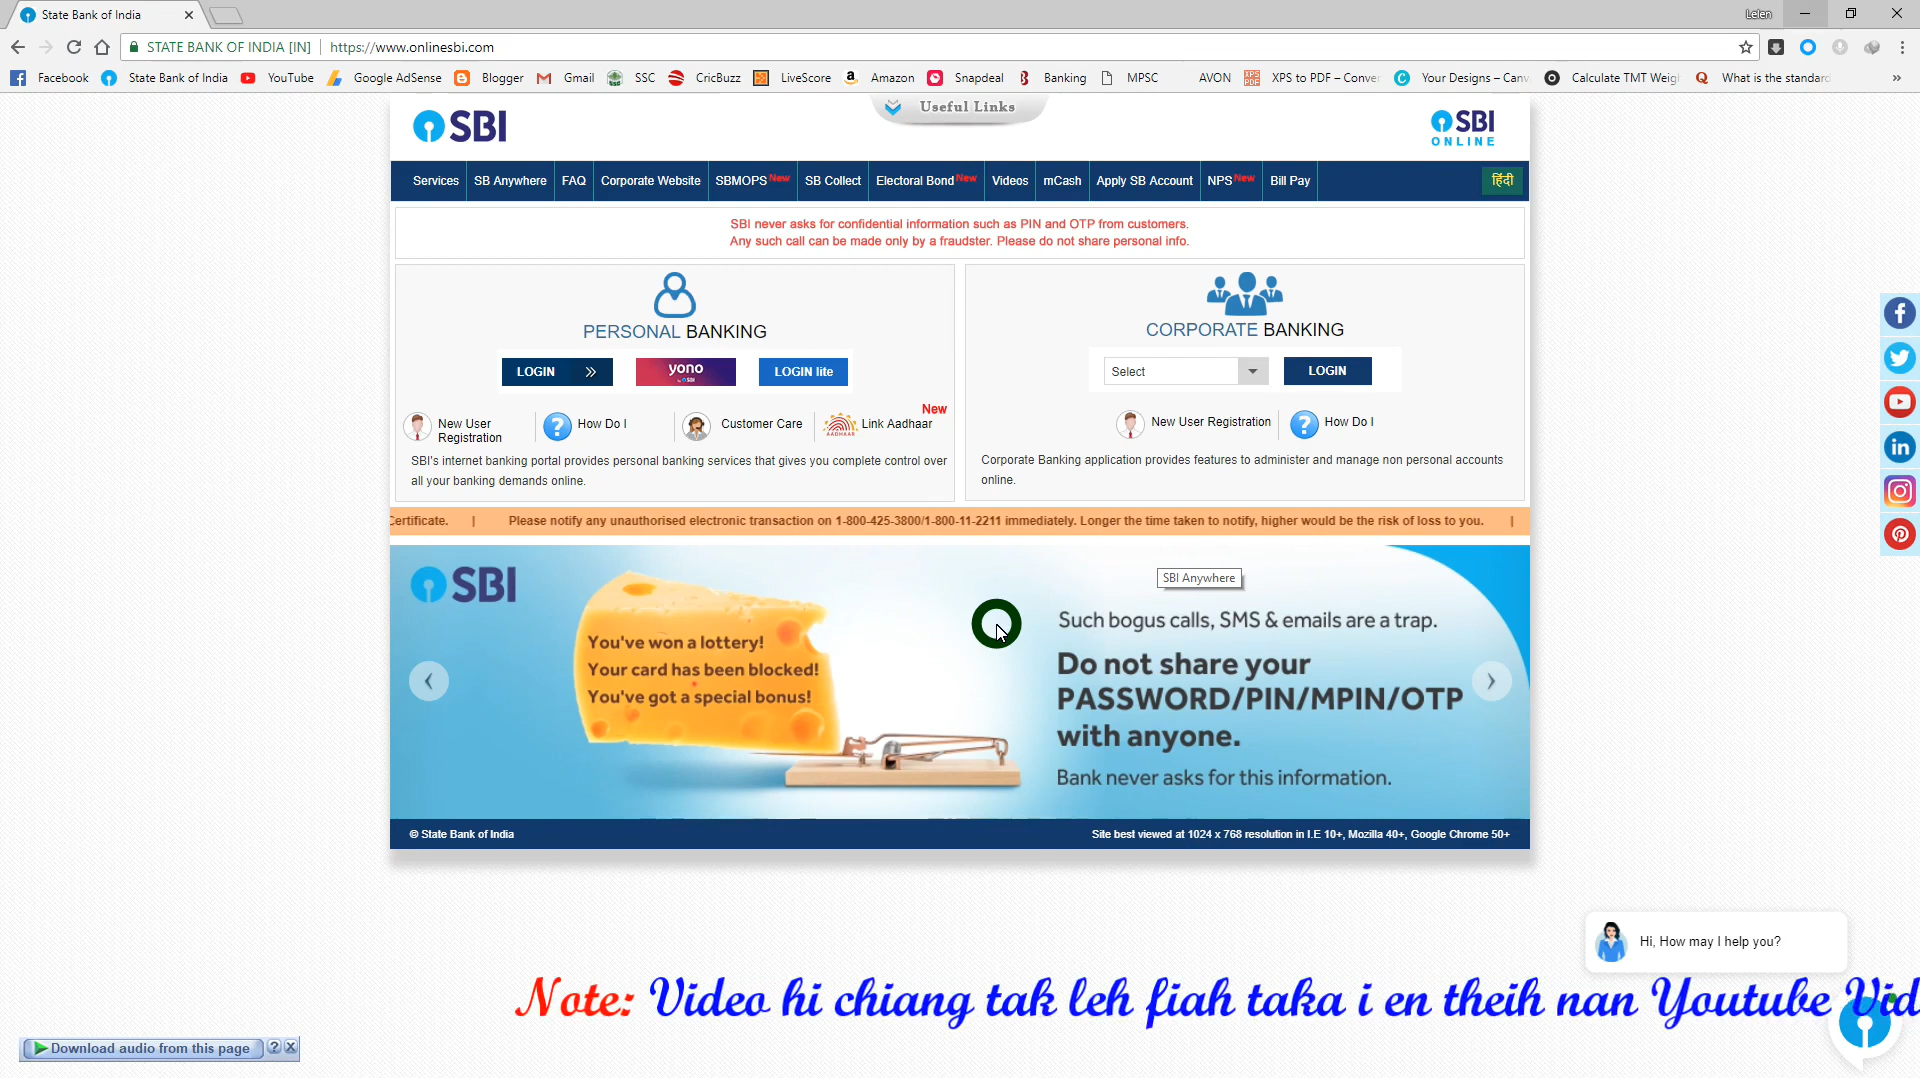 State Bank of India
Lelen
STATE BANK OF INDIA [IN] https://www.onlinesbi.com
Facebook State Bank of India YouTube Google AdSense Blogger Gmail SSC CricBuzz LiveScore Amazon Snapdeal Banking MPSC AVON XPS to PDF – Conver Your Designs – Canv Calculate TMT Weig What is the standard »
Useful Links
SBI
SBI
ONLINE
Services SB Anywhere FAQ Corporate Website SBMOPS New SB Collect Electoral Bond New Videos mCash Apply SB Account NPS New Bill Pay हिंदी
SBI never asks for confidential information such as PIN and OTP from customers.
Any such call can be made only by a fraudster. Please do not share personal info.
PERSONAL BANKING
LOGIN yono LOGIN lite
by SBI
New
New User
Registration
How Do I
Customer Care
Link Aadhaar
AADHAAR
SBI's internet banking portal provides personal banking services that gives you complete control over
all your banking demands online.
CORPORATE BANKING
Select LOGIN
New User Registration How Do I
Corporate Banking application provides features to administer and manage non personal accounts
online.
Certificate. | Please notify any unauthorised electronic transaction on 1-800-425-3800/1-800-11-2211 immediately. Longer the time taken to notify, higher would be the risk of loss to you. |
SBI
SBI Anywhere
You've won a lottery!
Your card has been blocked!
You've got a special bonus!
Such bogus calls, SMS & emails are a trap.
Do not share your
PASSWORD/PIN/MPIN/OTP
with anyone.
Bank never asks for this information.
© State Bank of India
Site best viewed at 1024 x 768 resolution in I.E 10+, Mozilla 40+, Google Chrome 50+
Hi, How may I help you?
Note: Video hi chiang tak leh fiah taka i en theih nan Youtube Vid
Download audio from this page